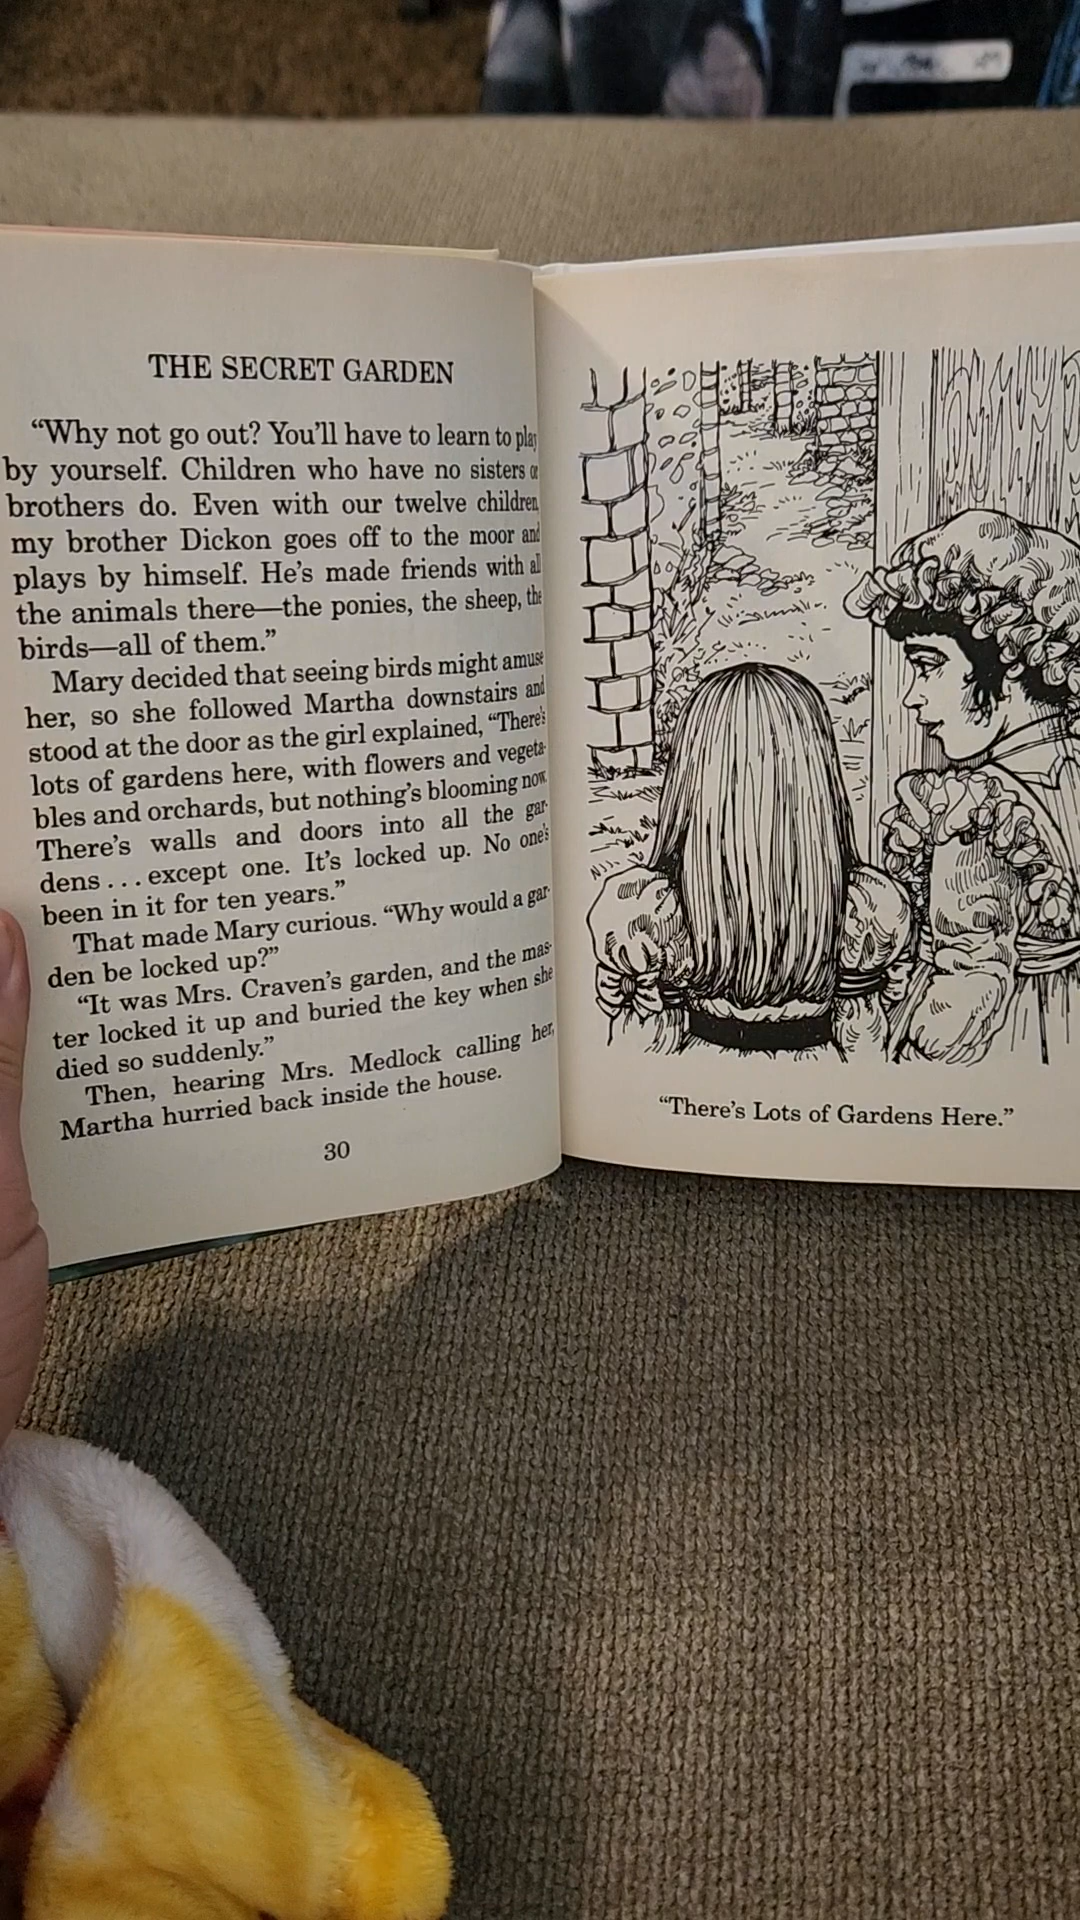 THE SECRET GARDEN
“Why not go out? You’ll have to learn to play
by yourself. Children who have no sisters or
brothers do. Even with our twelve children,
my brother Dickon goes off to the moor and
plays by himself. He’s made friends with all
the animals there—the ponies, the sheep, the
birds—all of them.”
Mary decided that seeing birds might amuse
her, so she followed Martha downstairs and
stood at the door as the girl explained, “There’s
lots of gardens here, with flowers and vegeta-
bles and orchards, but nothing’s blooming now.
There’s walls and doors into all the gar-
dens . . . except one. It’s locked up. No one’s
been in it for ten years.”
That made Mary curious. “Why would a gar-
den be locked up?”
“It was Mrs. Craven’s garden, and the mas-
ter locked it up and buried the key when she
died so suddenly.”
Then, hearing Mrs. Medlock calling her,
Martha hurried back inside the house.
30
“There’s Lots of Gardens Here.”